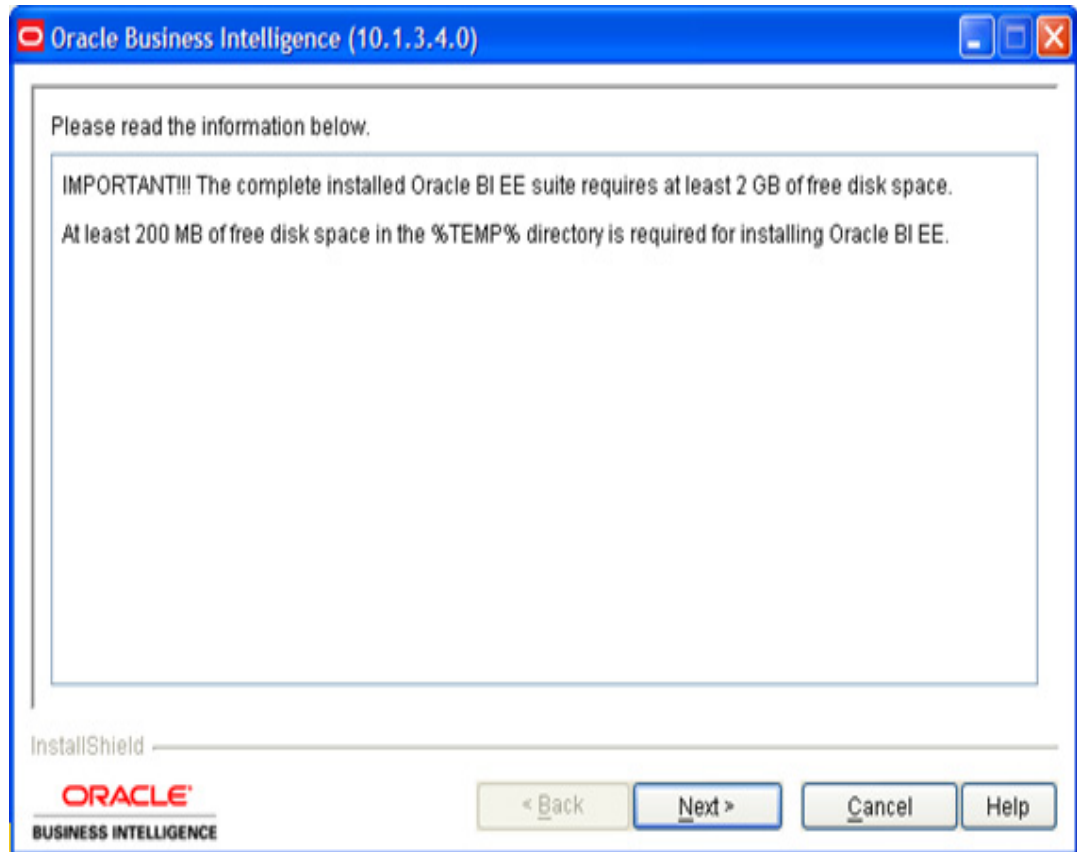 Oracle Business Intelligence (10.1.3.4.0)
Please read the information below.
IMPORTANT!!! The complete installed Oracle BI EE suite requires at least 2 GB of free disk space.
At least 200 MB of free disk space in the %TEMP% directory is required for installing Oracle BI EE.
InstallShield
ORACLE
BUSINESS INTELLIGENCE
< Back
Next >
Cancel
Help